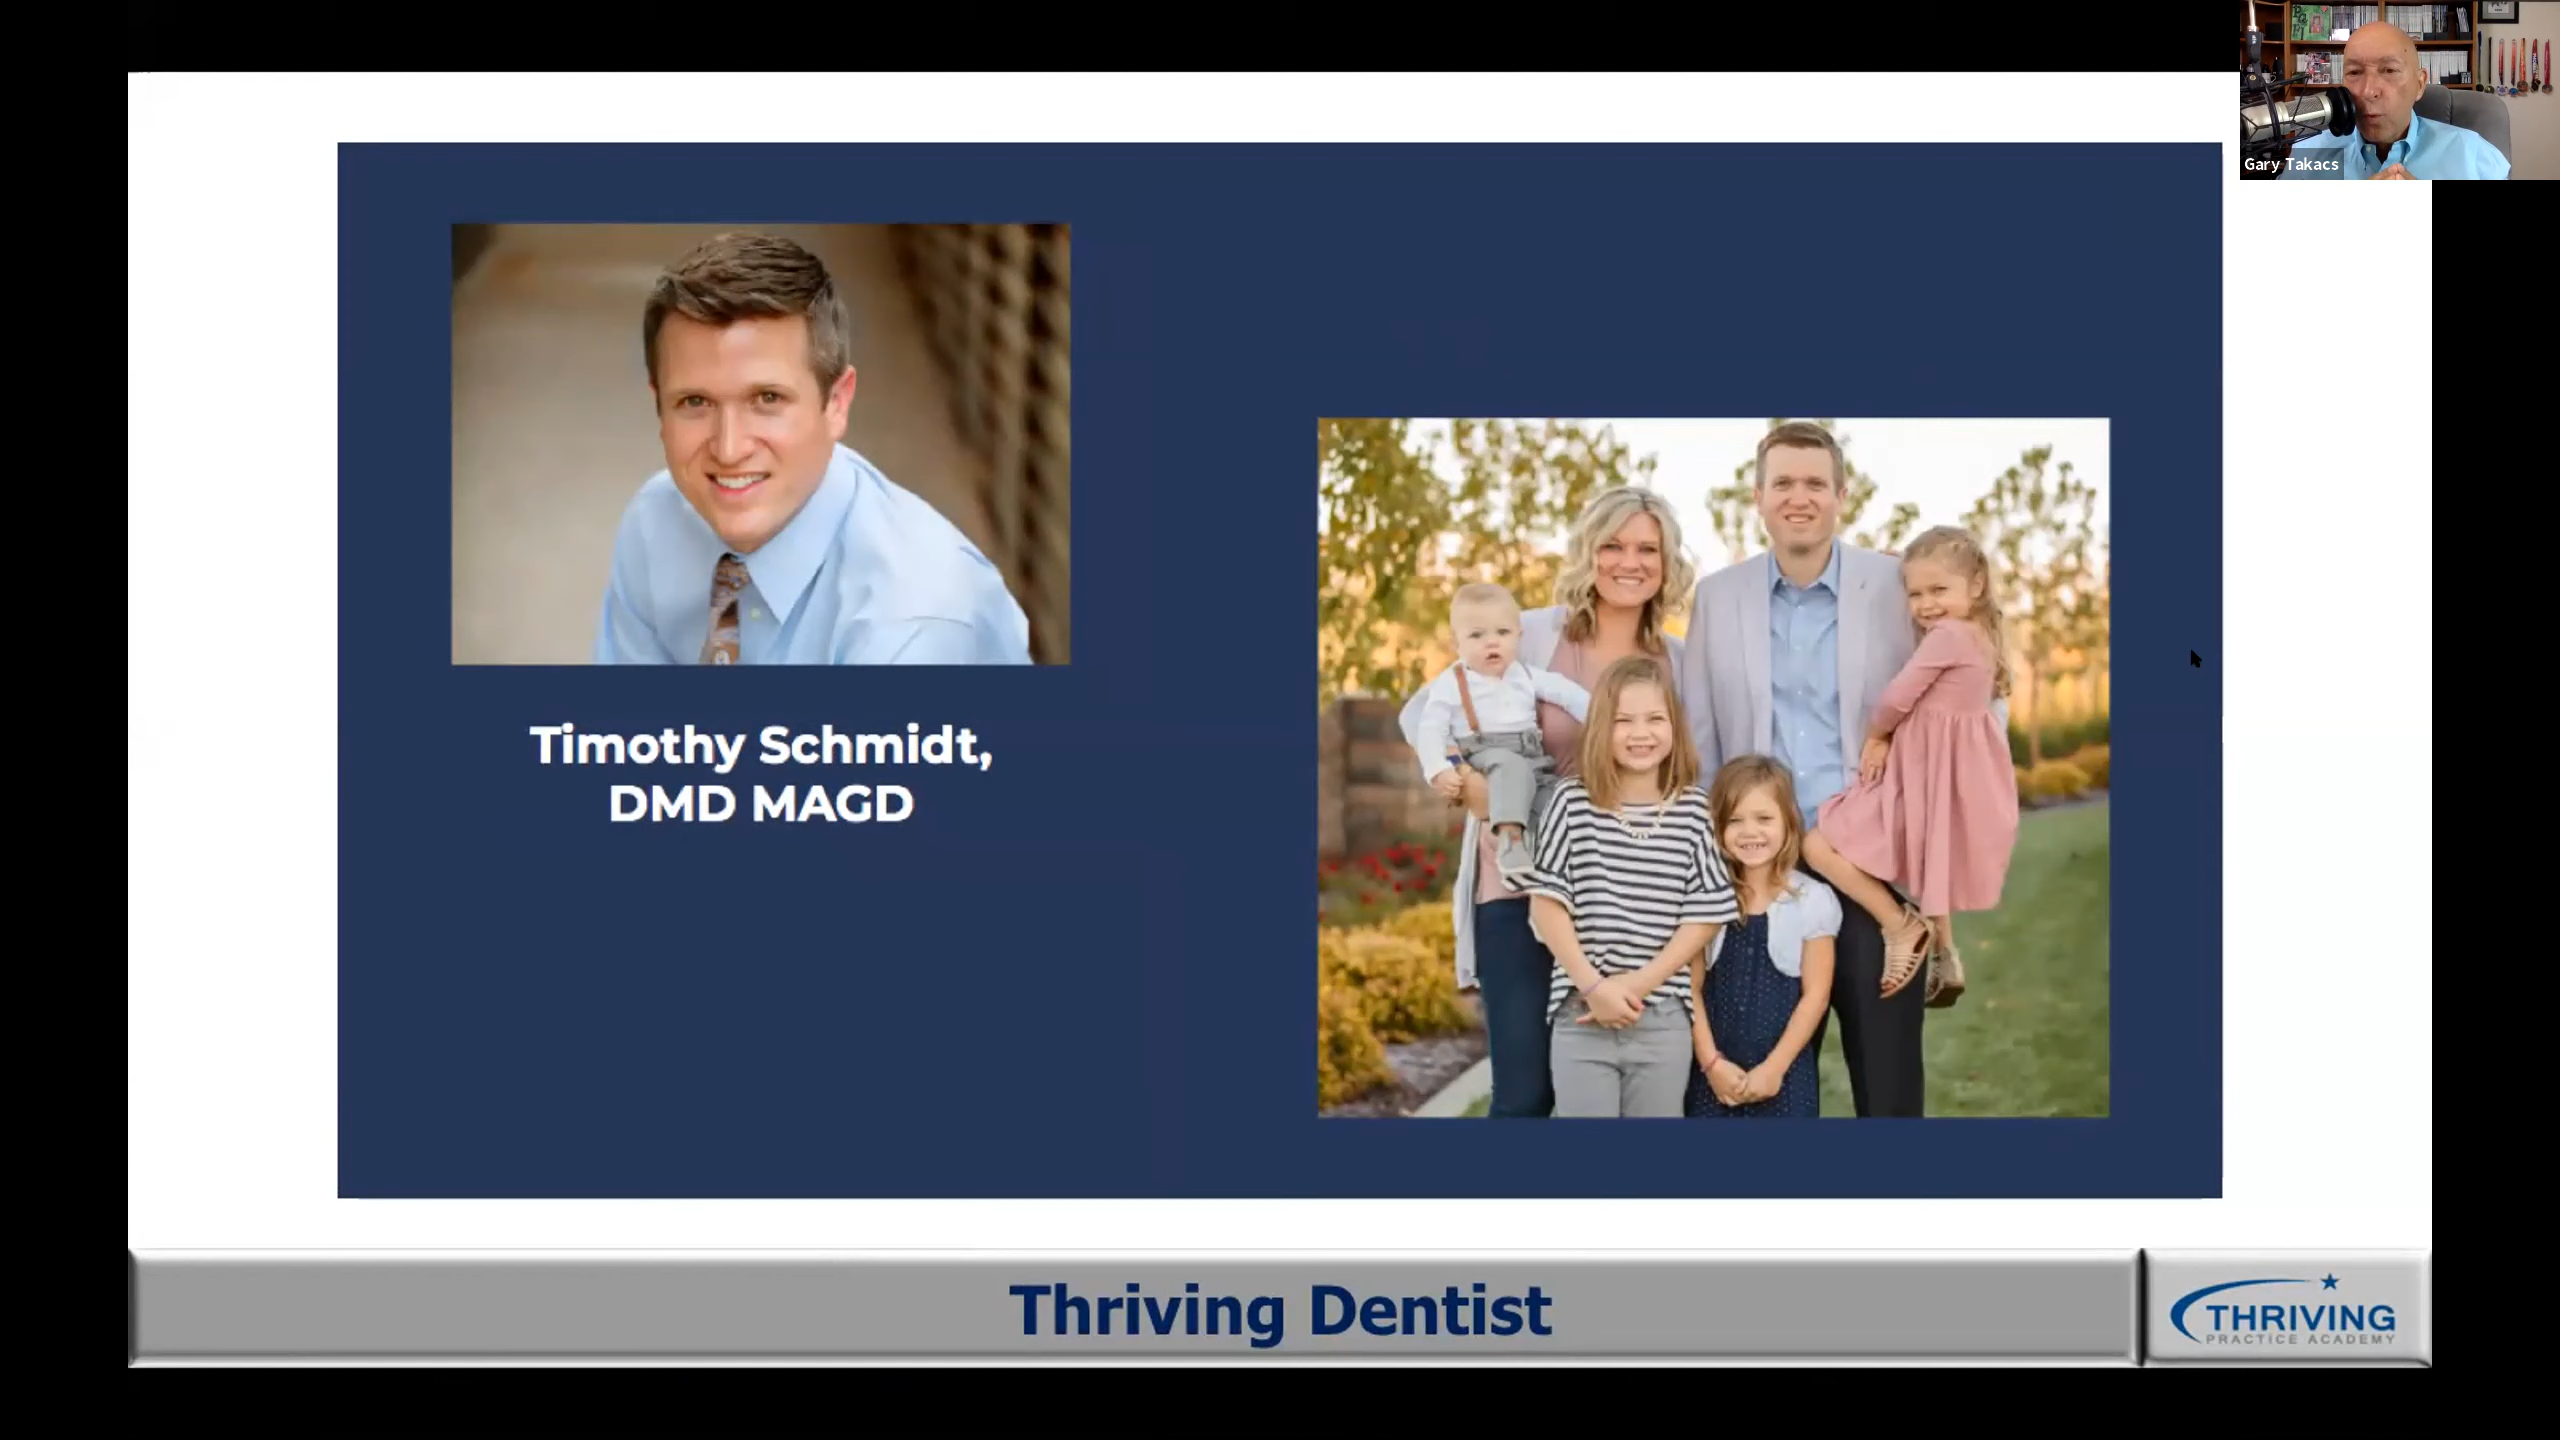 Gary Takacs
Timothy Schmidt,
DMD MAGD
Thriving Dentist
THRIVING
PRACTICE ACADEMY